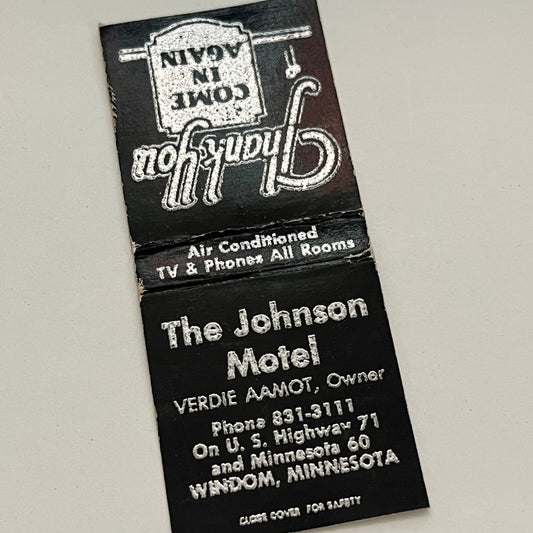 Thank You
COME
IN
AGAIN
Air Conditioned
TV & Phones All Rooms
The Johnson
Motel
VERDIE AAMOT, Owner
Phone 831-3111
On U. S. Highway 71
and Minnesota 60
WINDOM, MINNESOTA
CLOSE COVER FOR SAFETY